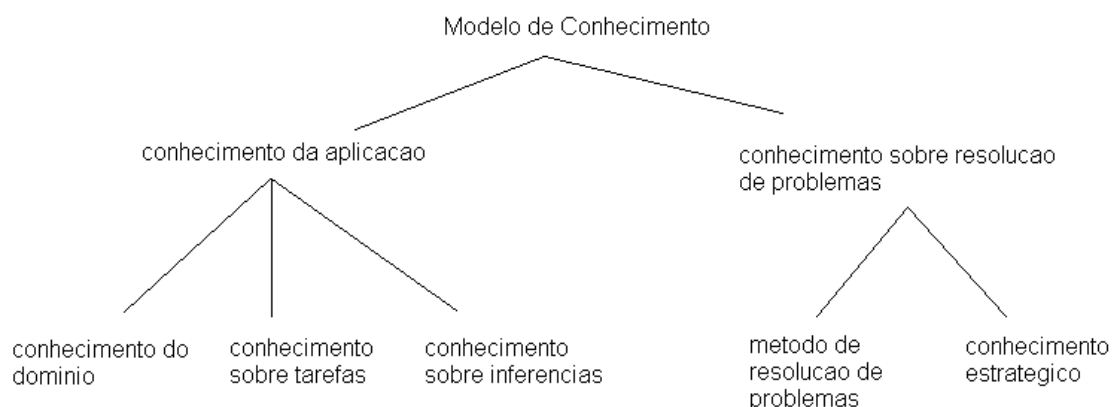 Modelo de Conhecimento
conhecimento da aplicacao
conhecimento sobre resolucao
de problemas
conhecimento do
dominio
conhecimento
sobre tarefas
conhecimento
sobre inferencias
metodo de
resolucao de
problemas
conhecimento
estrategico